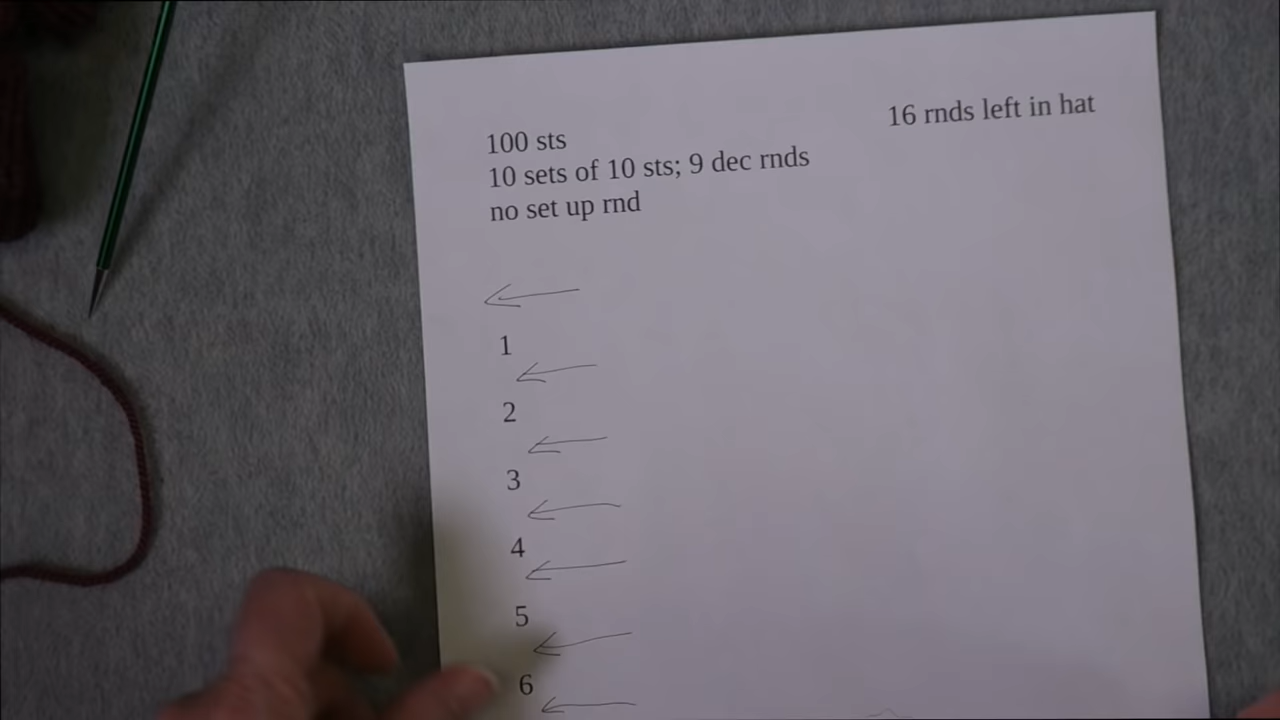 16 rnds left in hat
100 sts
10 sets of 10 sts; 9 dec rnds
no set up rnd
1
2
3
4
5
6